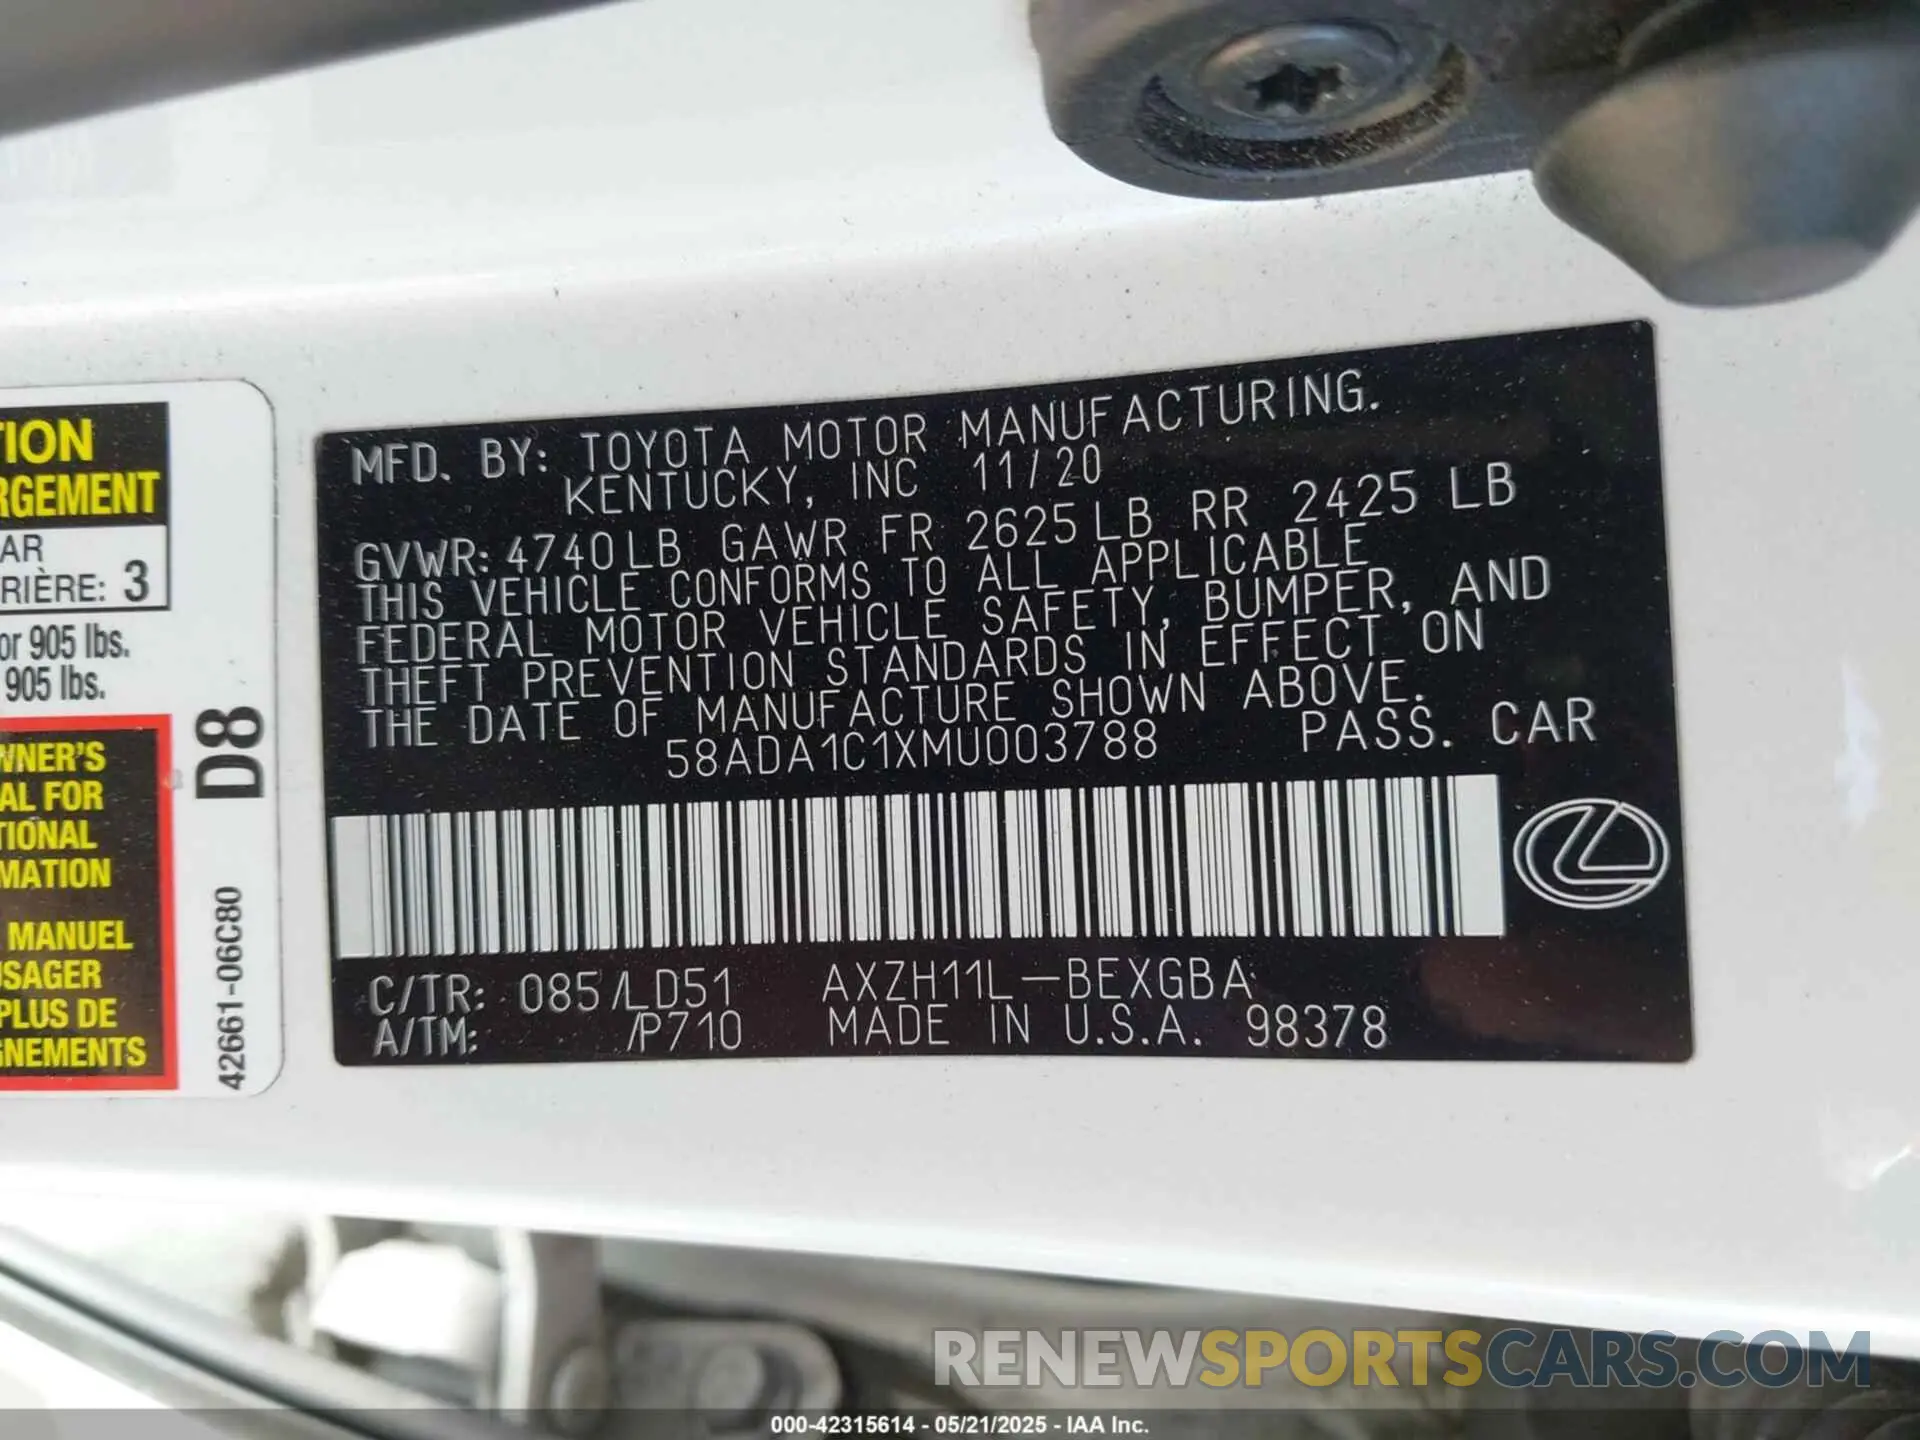 TION
RGEMENT
AR
RIÈRE: 3
or 905 lbs.
905 lbs.
WNER'S
AL FOR
TIONAL
MATION
MANUEL
USAGER
PLUS DE
GNEMENTS
D8
42661-06C80
MFD. BY: TOYOTA MOTOR MANUFACTURING.
KENTUCKY, INC 11/20
GVWR: 4740LB GAWR FR 2625LB RR 2425 LB
THIS VEHICLE CONFORMS TO ALL APPLICABLE
FEDERAL MOTOR VEHICLE SAFETY, BUMPER, AND
THEFT PREVENTION STANDARDS IN EFFECT ON
THE DATE OF MANUFACTURE SHOWN ABOVE.
58ADA1C1XMU003788 PASS. CAR
C/TR: 085/LD51 AXZH11L-BEXGBA
A/TM: /P710 MADE IN U.S.A. 98378
RENEWSPORTSCARS.COM
000-42315614 - 05/21/2025 - IAA Inc.